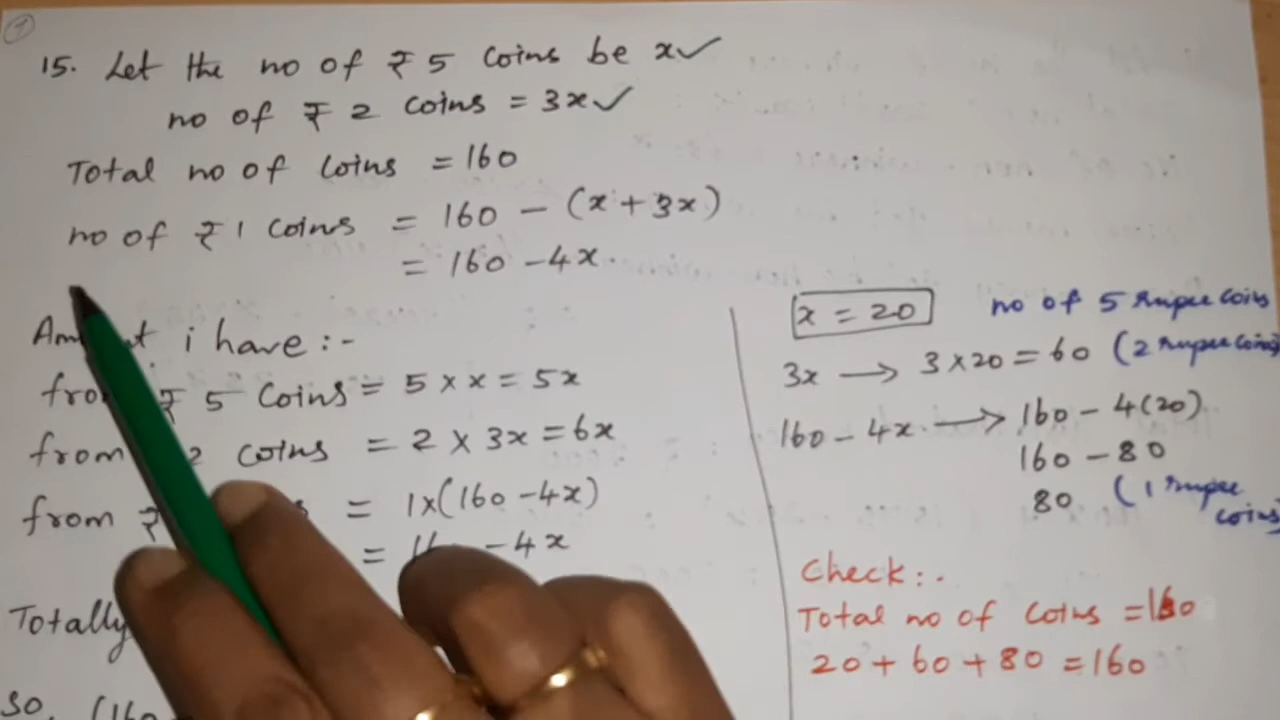 15. Let the no of ₹ 5 coins be x✓
no of ₹ 2 coins = 3x✓
Total no of coins = 160
no of ₹ 1 coins = 160 - (x + 3x)
= 160 - 4x.
i have :-
₹ 5 coins = 5 × x = 5x
from 2 coins = 2 × 3x = 6x
from ₹ = 1×(160 - 4x)
= - 4x
Totally
so, (160
x = 20 no of 5 rupee coins
3x → 3 × 20 = 60 (2 rupee coins)
160 - 4x → 160 - 4(20)
160 - 80
80 (1 rupee coins)
Check :-
Total no of coins = 160
20 + 60 + 80 = 160